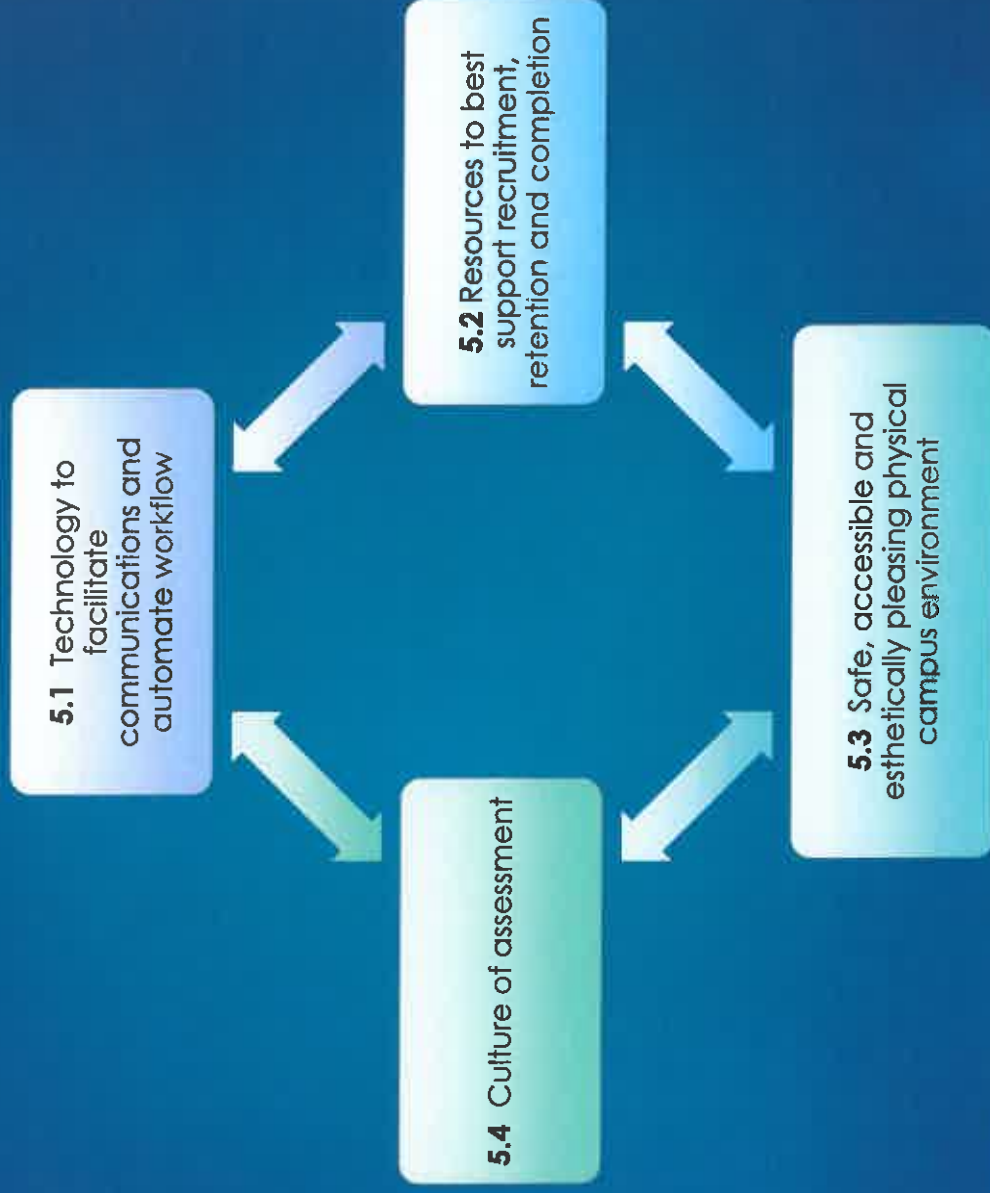 5.1 Technology to
facilitate
communications and
automate workflow
5.2 Resources to best
support recruitment,
retention and completion
5.3 Safe, accessible and
esthetically pleasing physical
campus environment
5.4 Culture of assessment